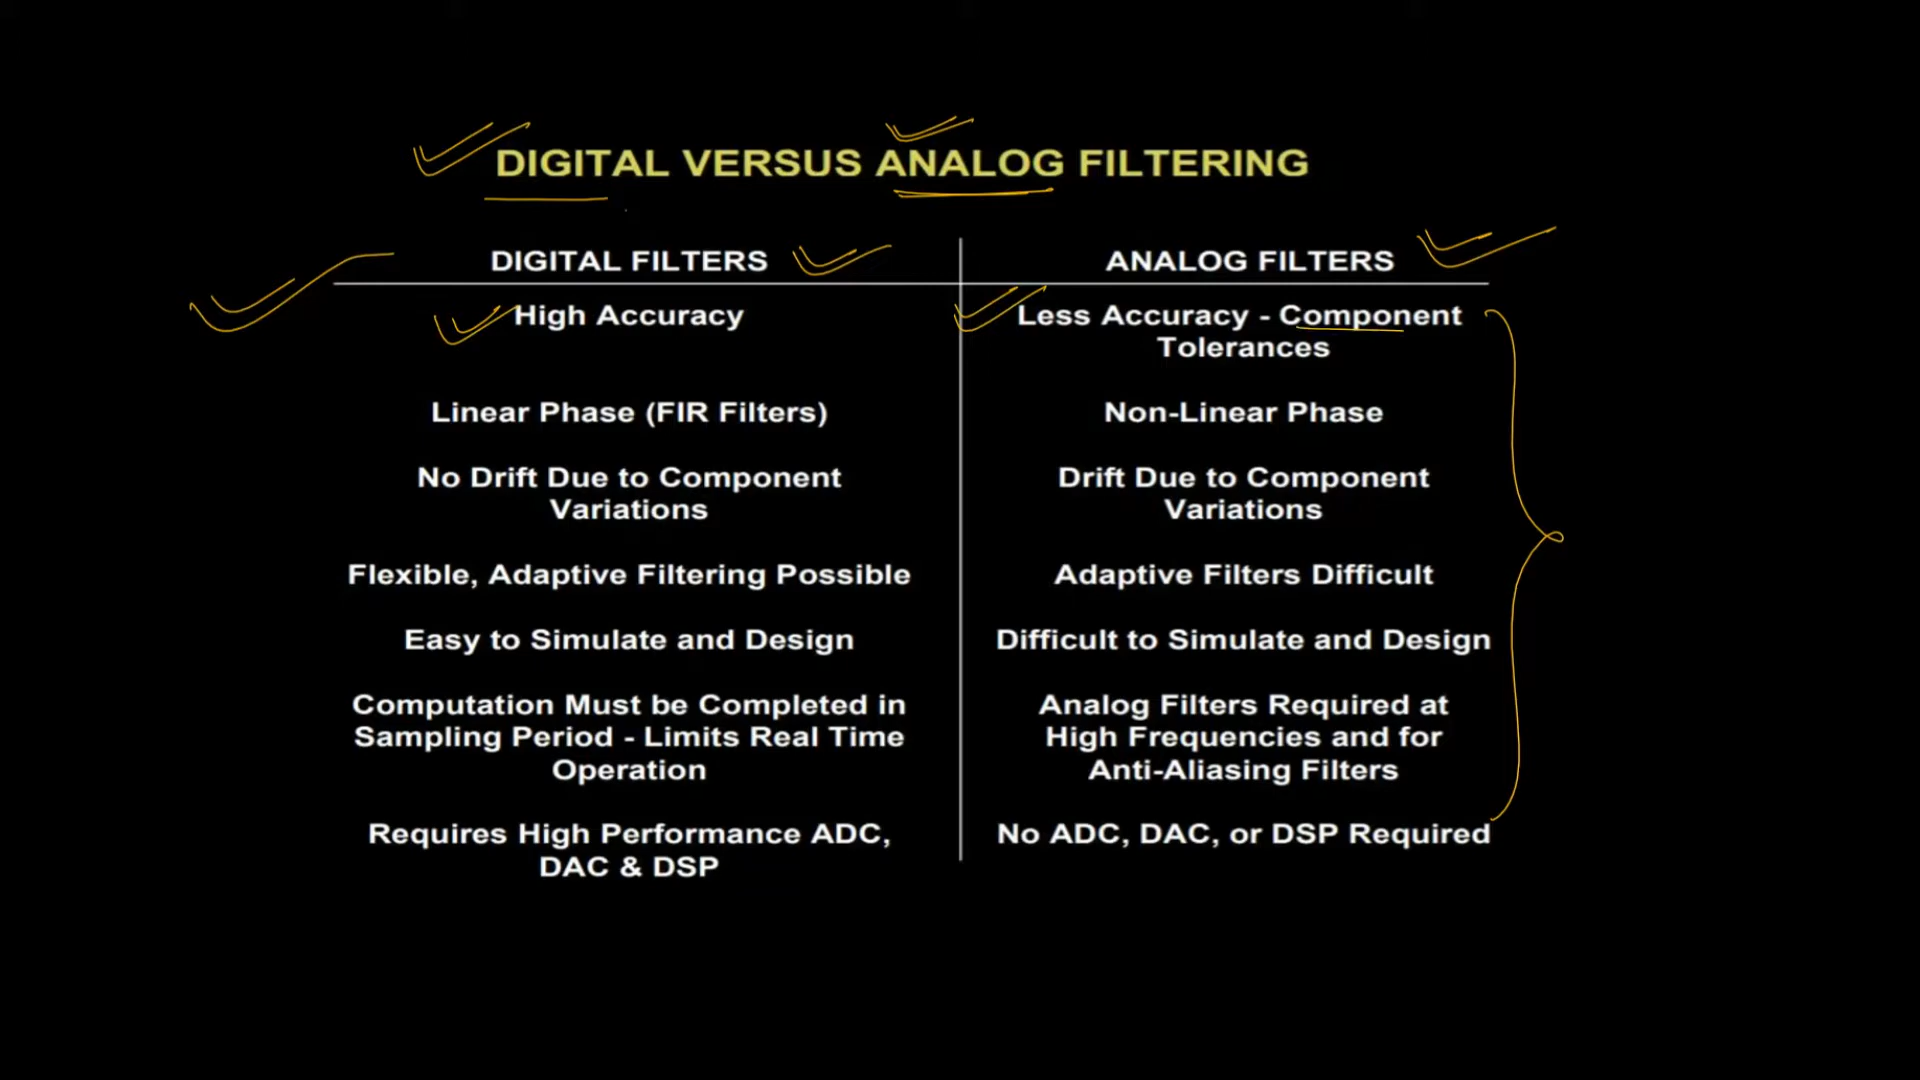 DIGITAL VERSUS ANALOG FILTERING
DIGITAL FILTERS
ANALOG FILTERS
High Accuracy
Less Accuracy - Component
Tolerances
Linear Phase (FIR Filters)
Non-Linear Phase
No Drift Due to Component
Variations
Drift Due to Component
Variations
Flexible, Adaptive Filtering Possible
Adaptive Filters Difficult
Easy to Simulate and Design
Difficult to Simulate and Design
Computation Must be Completed in
Sampling Period - Limits Real Time
Operation
Analog Filters Required at
High Frequencies and for
Anti-Aliasing Filters
Requires High Performance ADC,
DAC & DSP
No ADC, DAC, or DSP Required